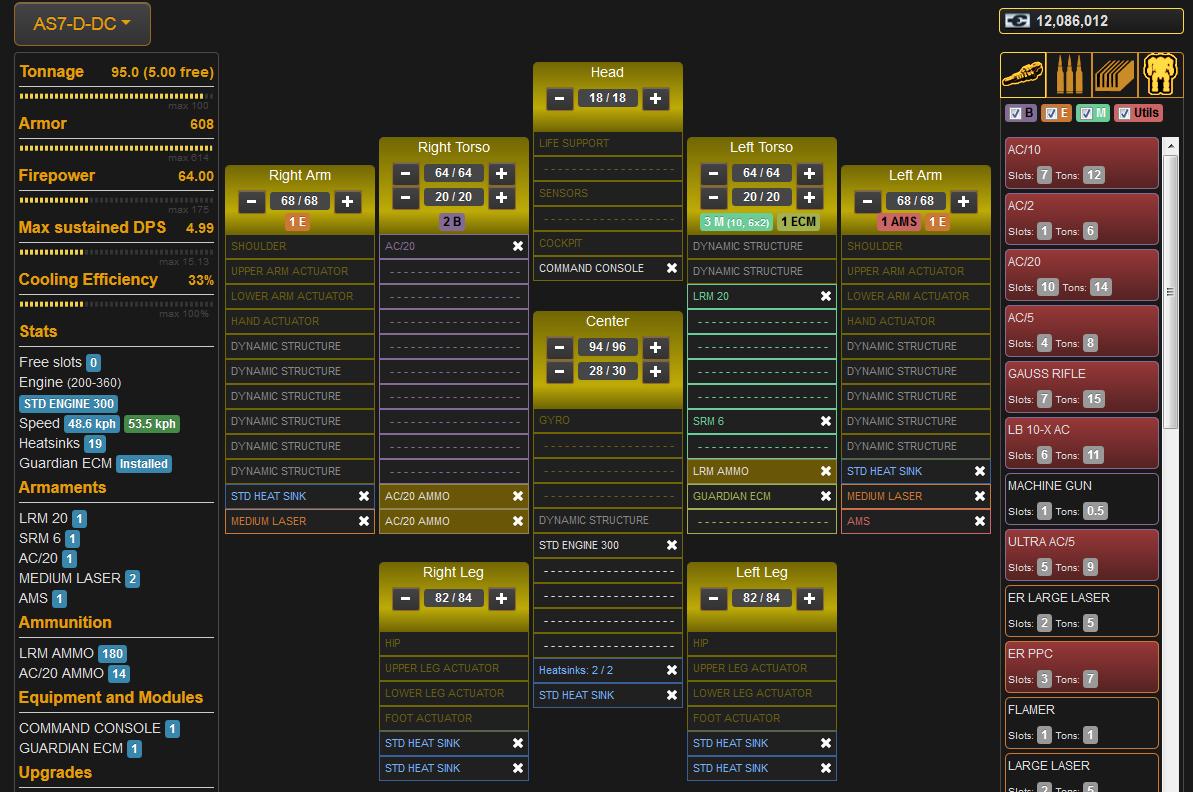 AS7-D-DC
12,086,012
Tonnage 95.0 (5.00 free)
max 100
Armor 608
max 614
Firepower 64.00
max 175
Max sustained DPS 4.99
max 15.13
Cooling Efficiency 33%
max 100%
Stats
Free slots 0
Engine (200-360)
STD ENGINE 300
Speed 48.6 kph 53.5 kph
Heatsinks 19
Guardian ECM Installed
Armaments
LRM 20 1
SRM 6 1
AC/20 1
MEDIUM LASER 2
AMS 1
Ammunition
LRM AMMO 180
AC/20 AMMO 14
Equipment and Modules
COMMAND CONSOLE 1
GUARDIAN ECM 1
Upgrades
Right Arm
68 / 68
1 E
SHOULDER
UPPER ARM ACTUATOR
LOWER ARM ACTUATOR
HAND ACTUATOR
DYNAMIC STRUCTURE
DYNAMIC STRUCTURE
DYNAMIC STRUCTURE
DYNAMIC STRUCTURE
DYNAMIC STRUCTURE
DYNAMIC STRUCTURE
STD HEAT SINK
MEDIUM LASER
Right Torso
64 / 64
20 / 20
2 B
AC/20
AC/20 AMMO
AC/20 AMMO
Right Leg
82 / 84
HIP
UPPER LEG ACTUATOR
LOWER LEG ACTUATOR
FOOT ACTUATOR
STD HEAT SINK
STD HEAT SINK
Head
18 / 18
LIFE SUPPORT
SENSORS
COCKPIT
COMMAND CONSOLE
Center
94 / 96
28 / 30
GYRO
DYNAMIC STRUCTURE
STD ENGINE 300
Heatsinks: 2 / 2
STD HEAT SINK
Left Torso
64 / 64
20 / 20
3 M (10, 6x2) 1 ECM
DYNAMIC STRUCTURE
DYNAMIC STRUCTURE
LRM 20
SRM 6
LRM AMMO
GUARDIAN ECM
Left Leg
82 / 84
HIP
UPPER LEG ACTUATOR
LOWER LEG ACTUATOR
FOOT ACTUATOR
STD HEAT SINK
STD HEAT SINK
Left Arm
68 / 68
1 AMS 1 E
SHOULDER
UPPER ARM ACTUATOR
LOWER ARM ACTUATOR
HAND ACTUATOR
DYNAMIC STRUCTURE
DYNAMIC STRUCTURE
DYNAMIC STRUCTURE
DYNAMIC STRUCTURE
DYNAMIC STRUCTURE
STD HEAT SINK
MEDIUM LASER
AMS
B E M Utils
AC/10
Slots: 7 Tons: 12
AC/2
Slots: 1 Tons: 6
AC/20
Slots: 10 Tons: 14
AC/5
Slots: 4 Tons: 8
GAUSS RIFLE
Slots: 7 Tons: 15
LB 10-X AC
Slots: 6 Tons: 11
MACHINE GUN
Slots: 1 Tons: 0.5
ULTRA AC/5
Slots: 5 Tons: 9
ER LARGE LASER
Slots: 2 Tons: 5
ER PPC
Slots: 3 Tons: 7
FLAMER
Slots: 1 Tons: 1
LARGE LASER
Slots: 2 Tons: 5